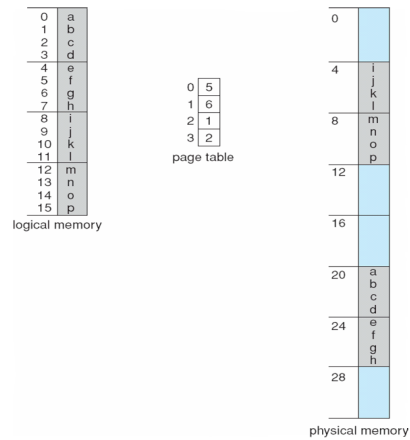 0 a
1 b
2 c
3 d
4 e
5 f
6 g
7 h
8 i
9 j
10 k
11 l
12 m
13 n
14 o
15 p
logical memory
0 5
1 6
2 1
3 2
page table
0
4 i
j
k
l
8 m
n
o
p
12
16
20 a
b
c
d
24 e
f
g
h
28
physical memory